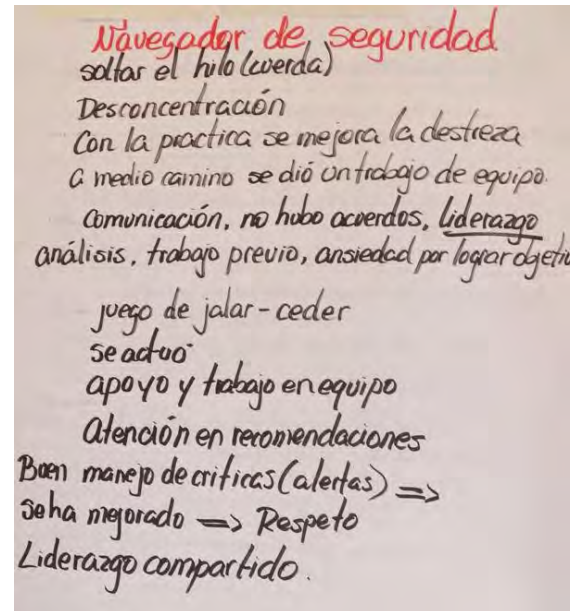 Navegador de seguridad
soltar el hilo (cuerda)
Desconcentración
Con la practica se mejora la destreza
a medio camino se dió un trabajo de equipo.
Comunicación, no hubo acuerdos, liderazgo
análisis, trabajo previo, ansiedad por lograr objetiv
juego de jalar - ceder
se actuo
apoyo y trabajo en equipo
Atención en recomendaciones
Buen manejo de criticas (alertas) =>
se ha mejorado => Respeto
Liderazgo compartido.